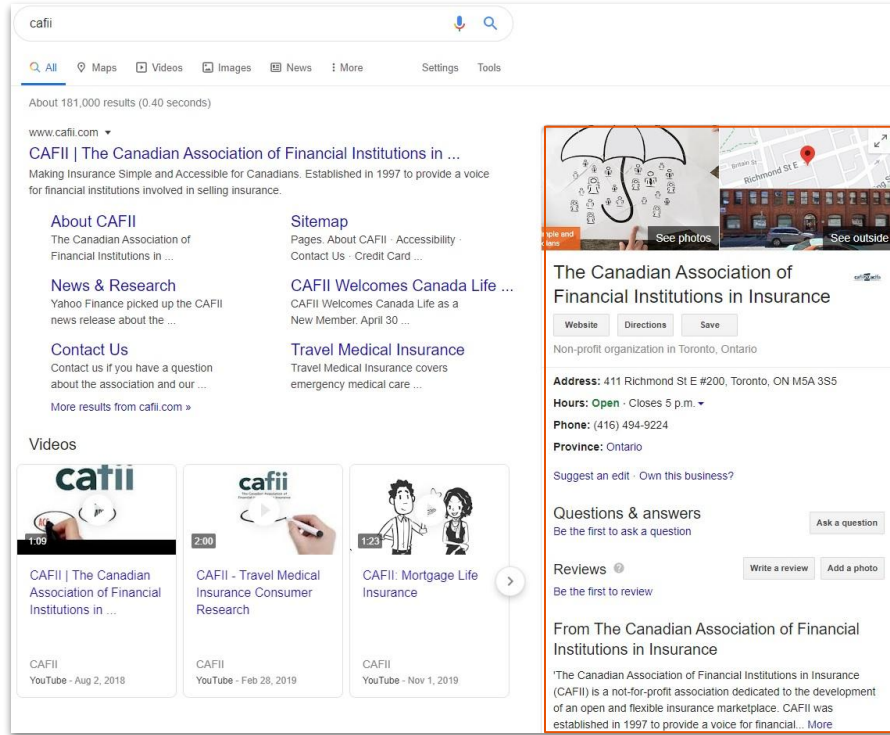 cafii
All Maps Videos Images News More Settings Tools
About 181,000 results (0.40 seconds)
www.cafii.com
CAFII | The Canadian Association of Financial Institutions in ...
Making Insurance Simple and Accessible for Canadians. Established in 1997 to provide a voice
for financial institutions involved in selling insurance.
About CAFII
The Canadian Association of
Financial Institutions in ...
Sitemap
Pages. About CAFII · Accessibility ·
Contact Us · Credit Card ...
News & Research
Yahoo Finance picked up the CAFII
news release about the ...
CAFII Welcomes Canada Life ...
CAFII Welcomes Canada Life as a
New Member. April 30 ...
Contact Us
Contact us if you have a question
about the association and our ...
Travel Medical Insurance
Travel Medical Insurance covers
emergency medical care ...
More results from cafii.com »
Videos
cafii
1:09
CAFII | The Canadian
Association of Financial
Institutions in ...
CAFII
YouTube - Aug 2, 2018
cafii
2:00
CAFII - Travel Medical
Insurance Consumer
Research
CAFII
YouTube - Feb 28, 2019
1:23
CAFII: Mortgage Life
Insurance
CAFII
YouTube - Nov 1, 2019
See photos
Britain St
Richmond St E
See outside
The Canadian Association of
Financial Institutions in Insurance
Website Directions Save
Non-profit organization in Toronto, Ontario
Address: 411 Richmond St E #200, Toronto, ON M5A 3S5
Hours: Open · Closes 5 p.m.
Phone: (416) 494-9224
Province: Ontario
Suggest an edit · Own this business?
Questions & answers
Be the first to ask a question
Ask a question
Reviews
Write a review Add a photo
Be the first to review
From The Canadian Association of Financial
Institutions in Insurance
'The Canadian Association of Financial Institutions in Insurance
(CAFII) is a not-for-profit association dedicated to the development
of an open and flexible insurance marketplace. CAFII was
established in 1997 to provide a voice for financial... More